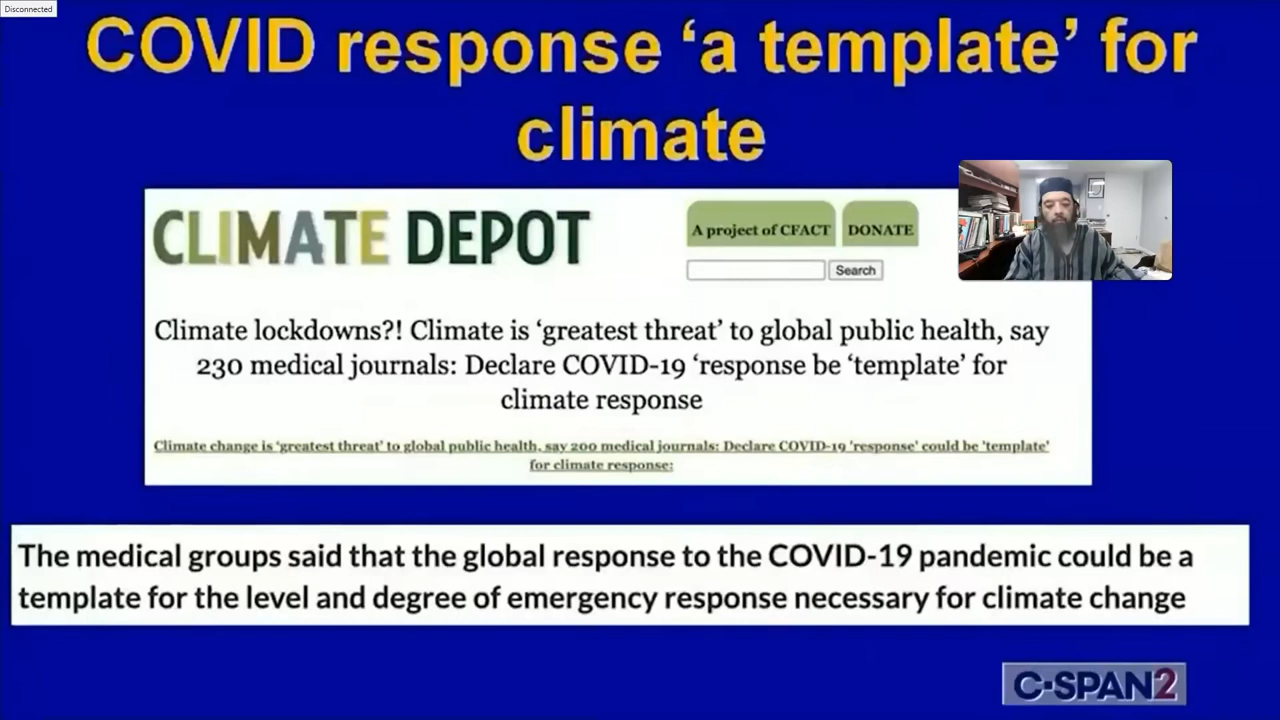 Disconnected
COVID response ‘a template’ for
climate
CLIMATE DEPOT
A project of CFACT
DONATE
Search
Climate lockdowns?! Climate is ‘greatest threat’ to global public health, say
230 medical journals: Declare COVID-19 ‘response be ‘template’ for
climate response
Climate change is 'greatest threat' to global public health, say 200 medical journals: Declare COVID-19 'response' could be 'template'
for climate response:
The medical groups said that the global response to the COVID-19 pandemic could be a
template for the level and degree of emergency response necessary for climate change
C-SPAN2